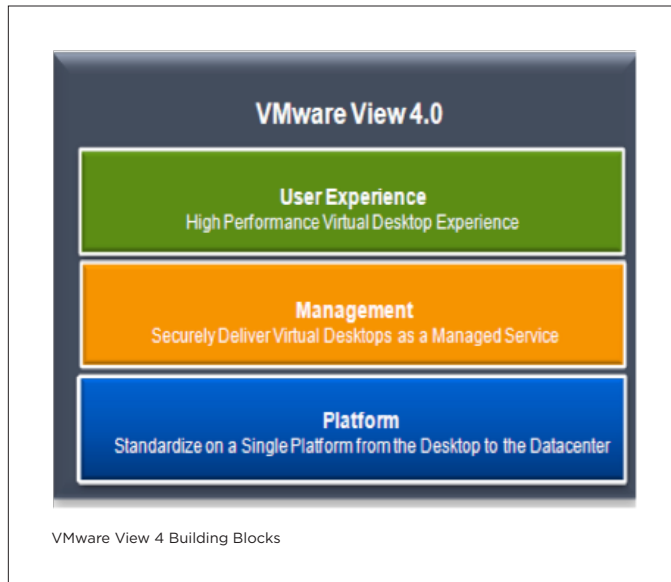 VMware View 4.0
User Experience
High Performance Virtual Desktop Experience
Management
Securely Deliver Virtual Desktops as a Managed Service
Platform
Standardize on a Single Platform from the Desktop to the Datacenter
VMware View 4 Building Blocks